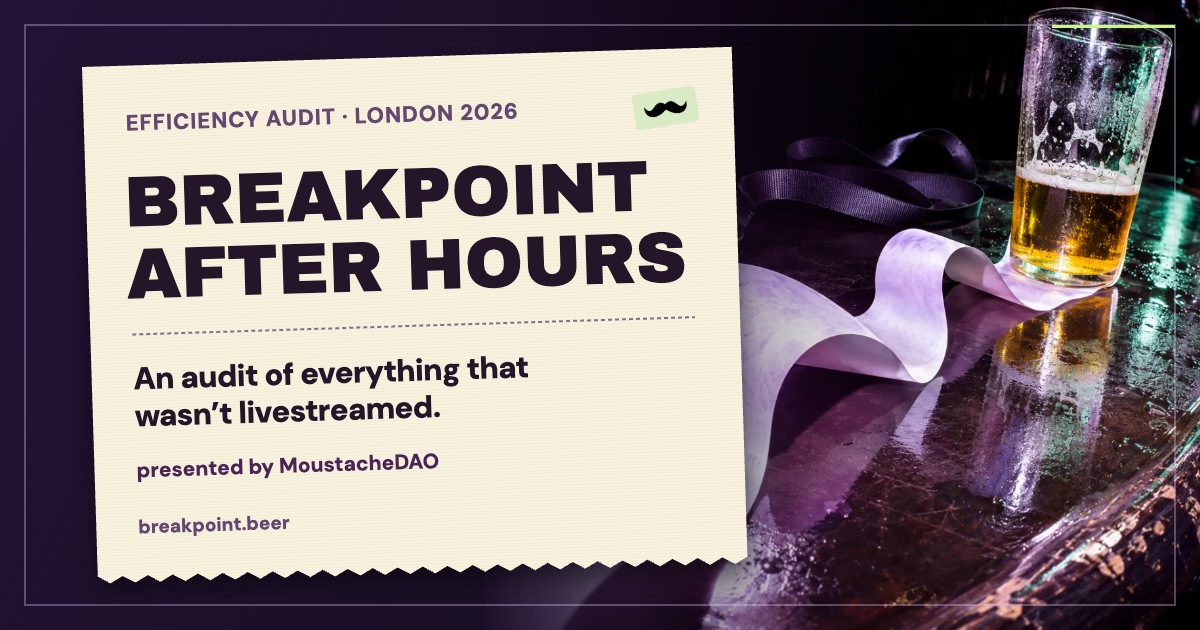 EFFICIENCY AUDIT · LONDON 2026
BREAKPOINT
AFTER HOURS
An audit of everything that
wasn’t livestreamed.
presented by MoustacheDAO
breakpoint.beer